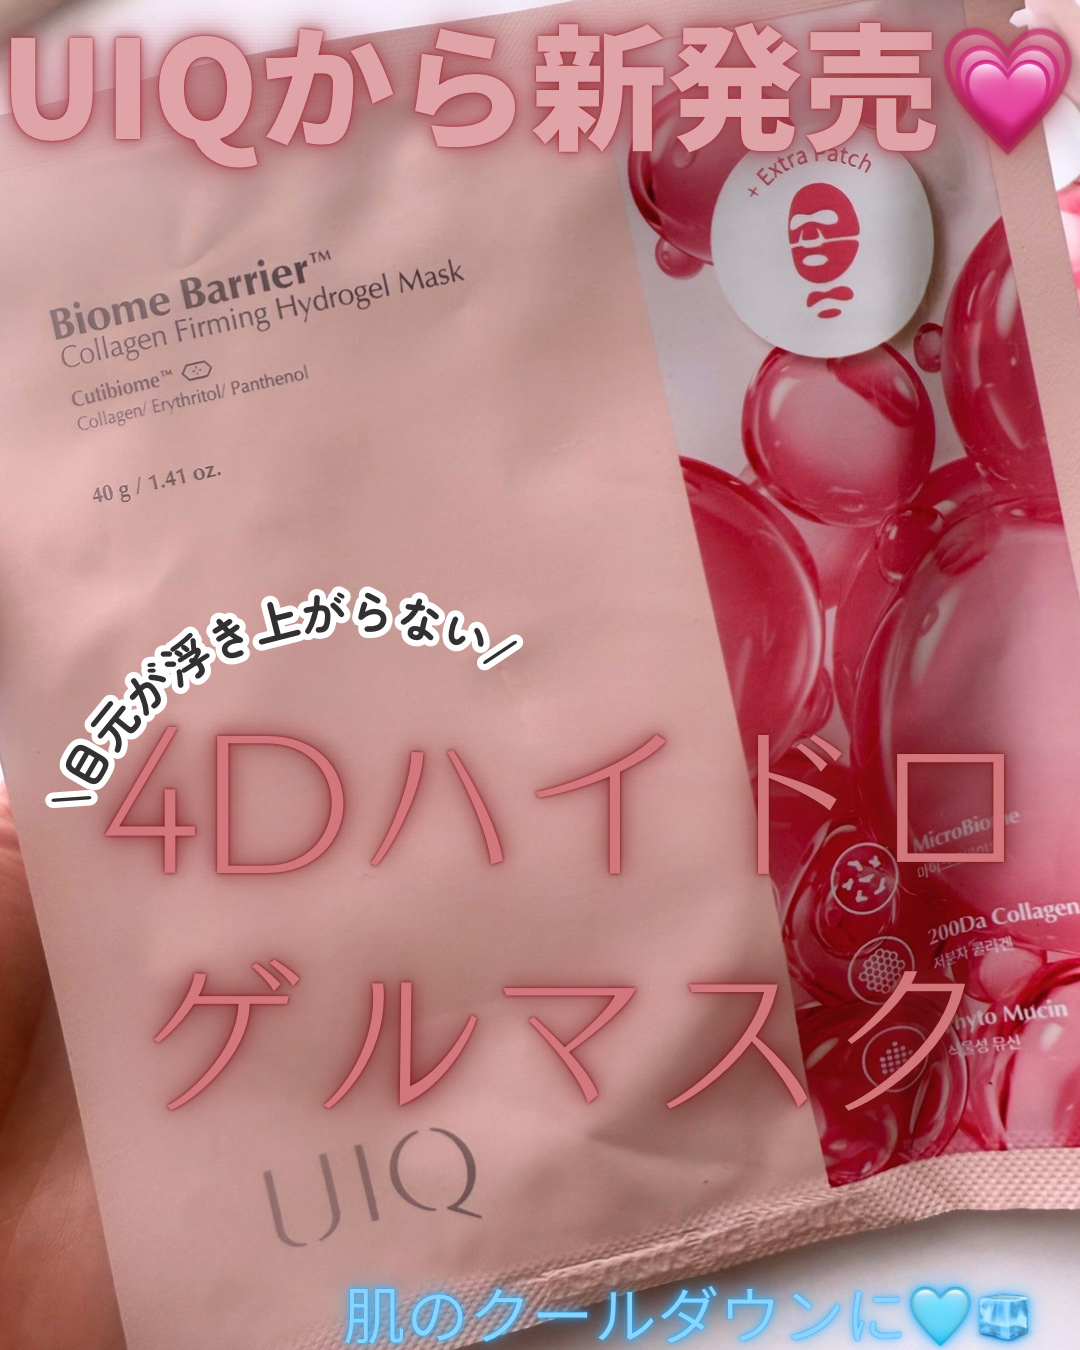 UIQから新発売💗
+ Extra Patch
Biome Barrier™
Collagen Firming Hydrogel Mask
Cutibiome™
Collagen/ Erythritol/ Panthenol
40 g / 1.41 oz.
\目元が浮き上がらない/
4Dハイドロ
ゲルマスク
MicroBiome
200Da Collagen
저분자 콜라겐
Phyto Mucin
식물성 뮤신
UIQ
肌のクールダウンに🩵🧊